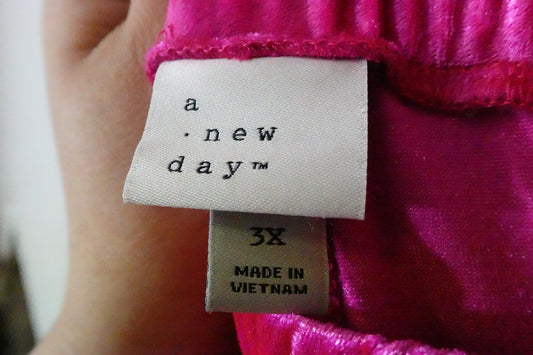 a
· new
day™
3X
MADE IN
VIETNAM